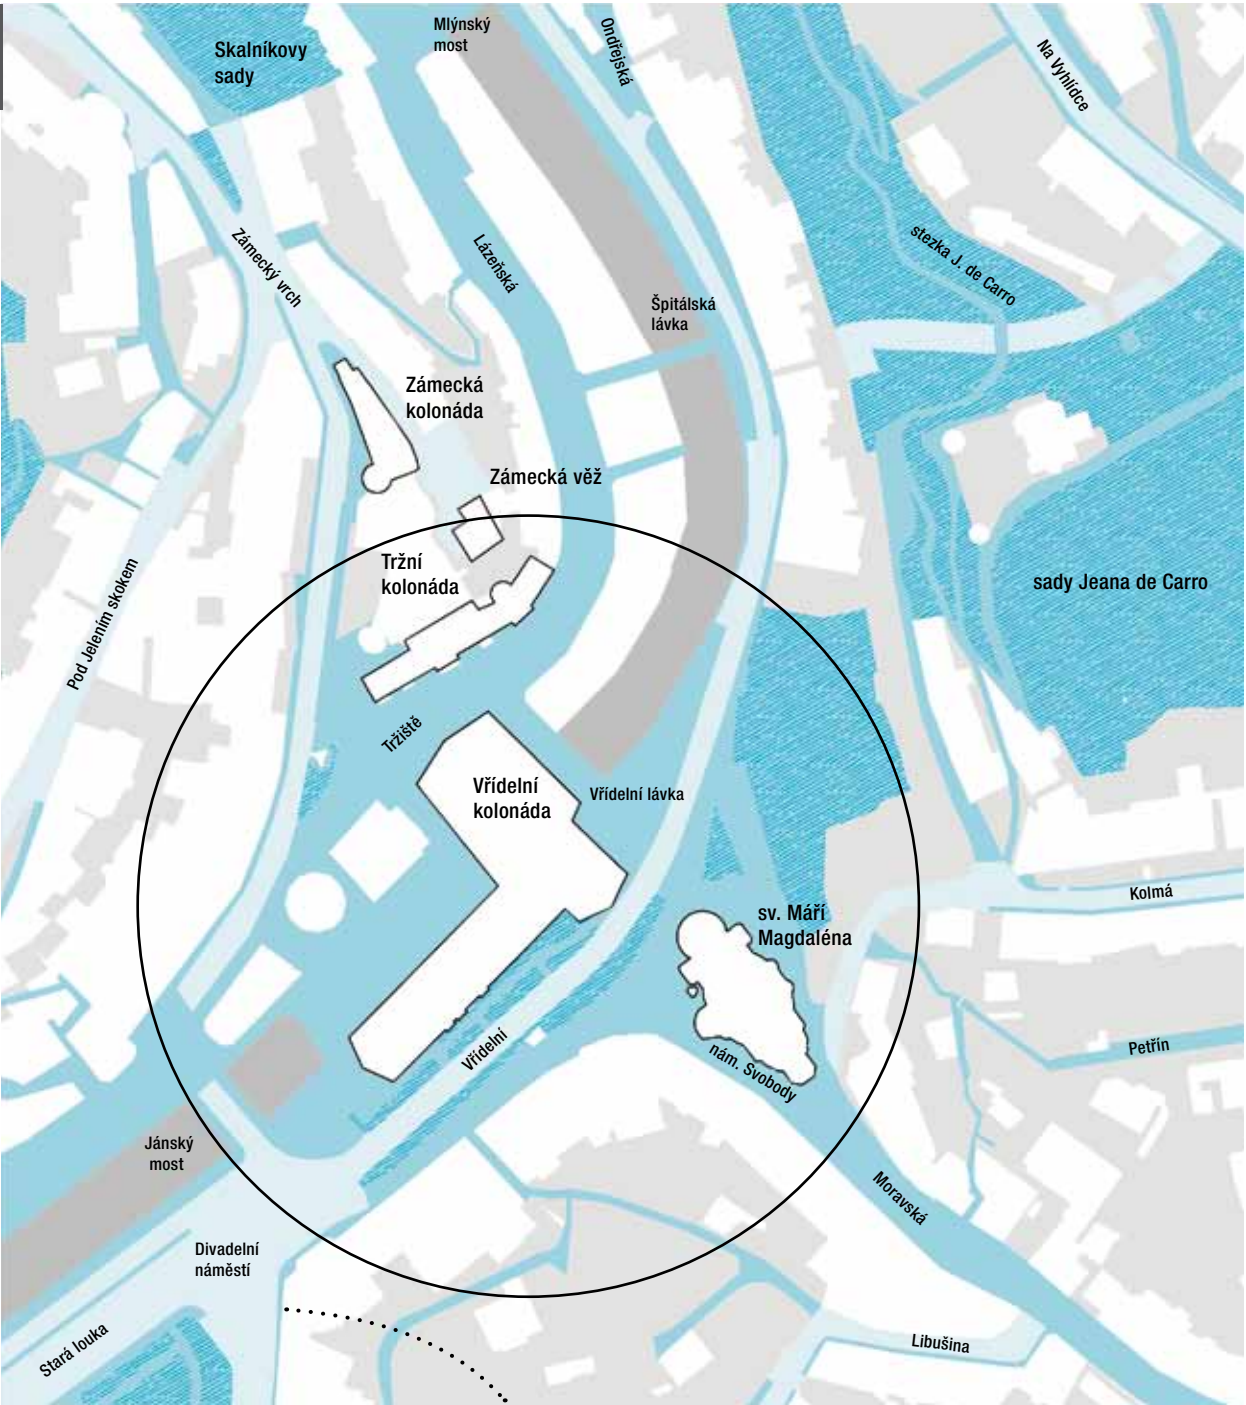 Mlýnský
most
Ondřejská
Skalníkovy
sady
Na Vyhlídce
Zámecký vrch
Lázeňská
stezka J. de Carro
Špitálská
lávka
Zámecká
kolonáda
Zámecká věž
Tržní
kolonáda
sady Jeana de Carro
Pod Jelením skokem
Tržiště
Vřídelní
kolonáda
Vřídelní lávka
Kolmá
sv. Máří
Magdaléna
Vřídelní
nám. Svobody
Petřín
Jánský
most
Moravská
Divadelní
náměstí
Stará louka
Libušina